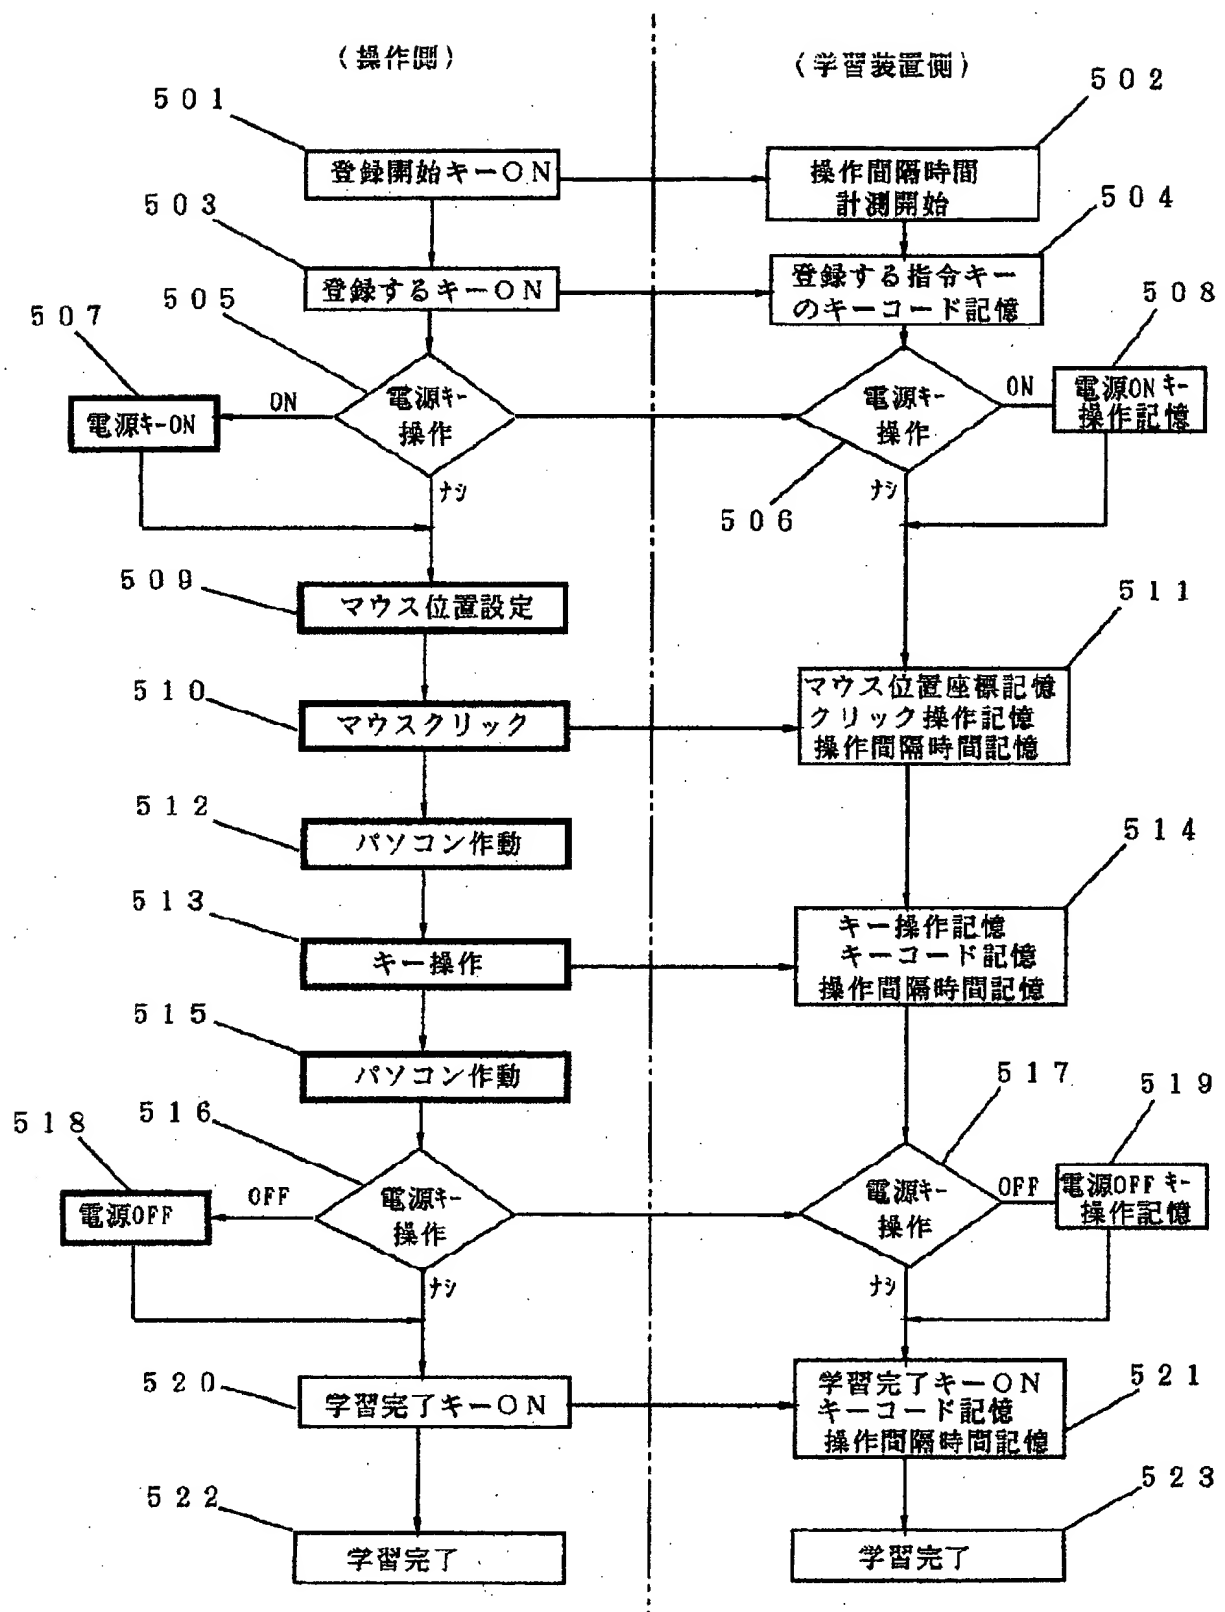 (操作側)
(学習装置側)
501
502
登録開始キーON
操作間隔時間
計測開始
503
504
登録するキーON
登録する指令キー
のキーコード記憶
505
507
508
電源キー
操作
ON
電源キーON
ナシ
電源キー
操作
ON
電源ONキー
操作記憶
ナシ
506
509
マウス位置設定
510
511
マウスクリック
マウス位置座標記憶
クリック操作記憶
操作間隔時間記憶
512
パソコン作動
513
514
キー操作
キー操作記憶
キーコード記憶
操作間隔時間記憶
515
パソコン作動
516
517
518
519
電源キー
操作
OFF
電源OFF
ナシ
電源キー
操作
OFF
電源OFFキー
操作記憶
ナシ
520
521
学習完了キーON
学習完了キーON
キーコード記憶
操作間隔時間記憶
522
523
学習完了
学習完了